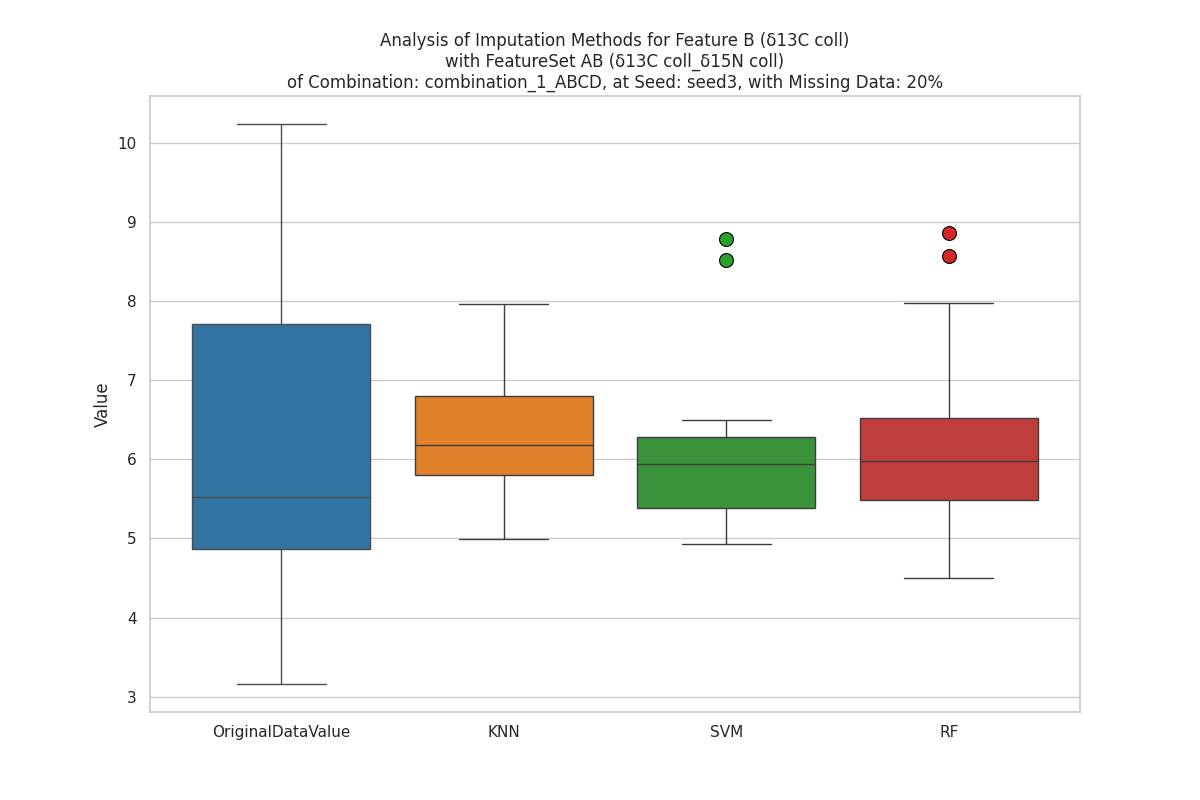 Analysis of Imputation Methods for Feature B (δ13C coll)
with FeatureSet AB (δ13C coll_δ15N coll)
of Combination: combination_1_ABCD, at Seed: seed3, with Missing Data: 20%
10
9
8
7
6
5
4
3
Value
OriginalDataValue
KNN
SVM
RF